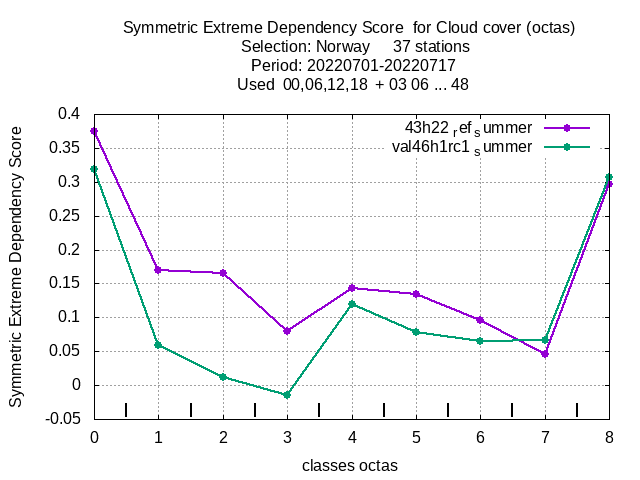 Symmetric Extreme Dependency Score  for Cloud cover (octas)
Selection: Norway     37 stations
Period: 20220701-20220717
Used  00,06,12,18  + 03 06 ... 48
Symmetric Extreme Dependency Score
0.4
0.35
0.3
0.25
0.2
0.15
0.1
0.05
0
-0.05
43h22 ref summer
val46h1rc1 summer
0 1 2 3 4 5 6 7 8
classes octas